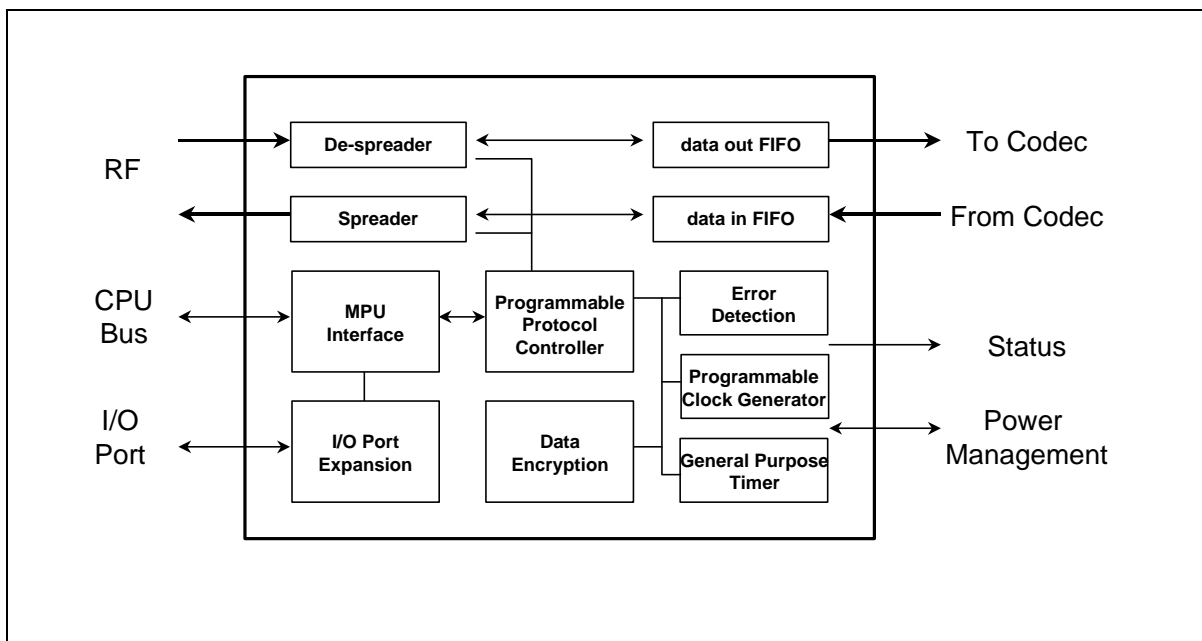 De-spreader
data out FIFO
To Codec
RF
Spreader
data in FIFO
From Codec
CPU
Bus
MPU
Interface
Programmable
Protocol
Controller
Error
Detection
Status
Programmable
Clock Generator
I/O
Port
I/O Port
Expansion
Data
Encryption
General Purpose
Timer
Power
Management